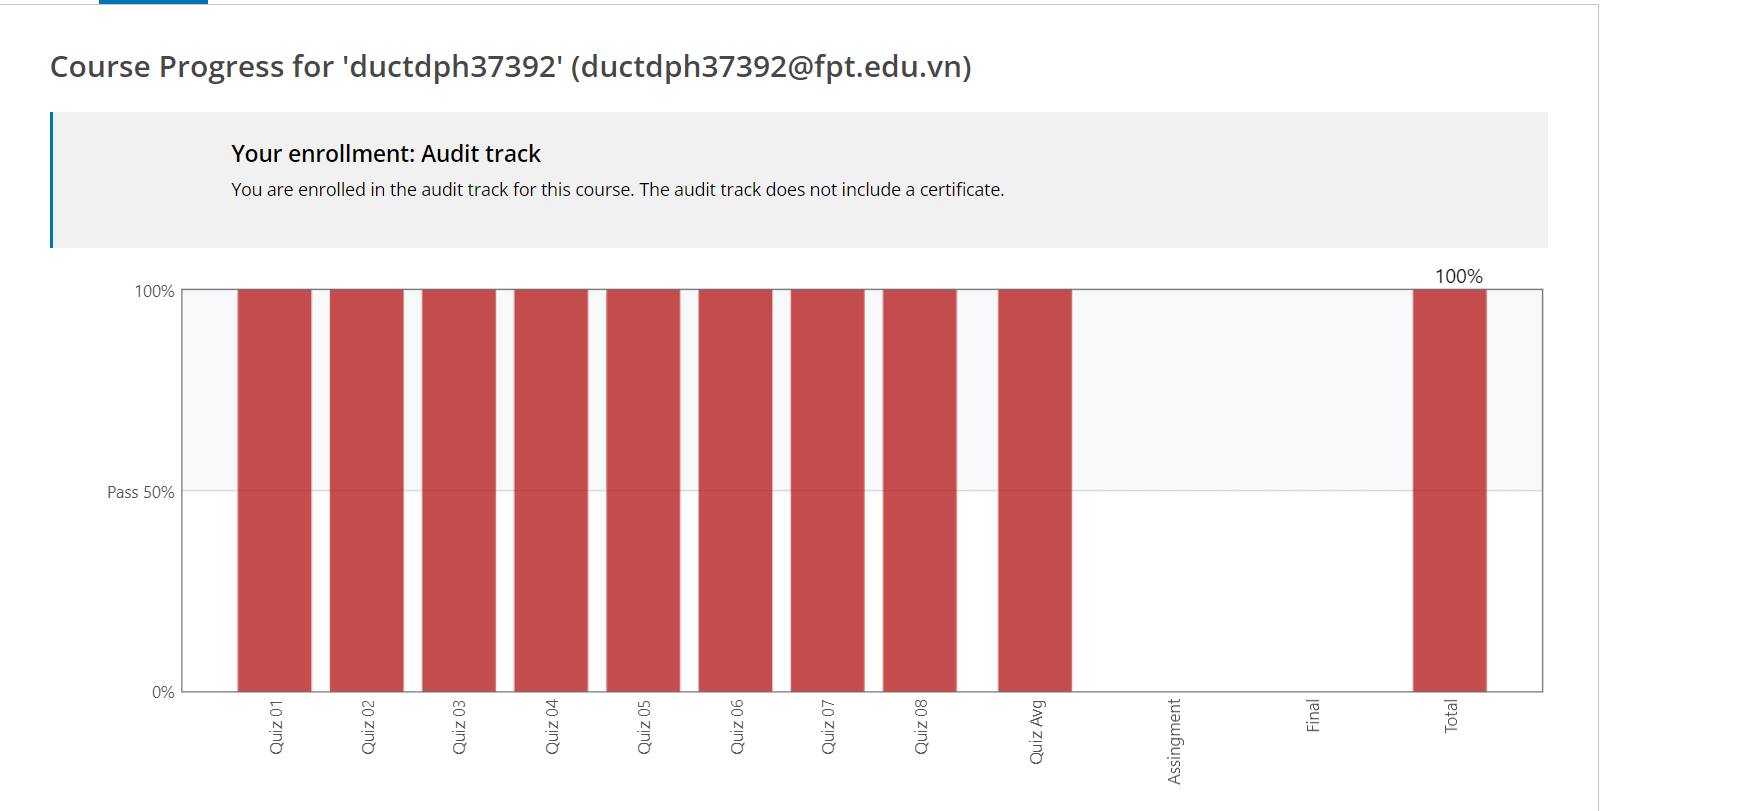 Course Progress for 'ductdph37392' (ductdph37392@fpt.edu.vn)
Your enrollment: Audit track
You are enrolled in the audit track for this course. The audit track does not include a certificate.
100%
100%
Pass 50%
0%
Quiz 01
Quiz 02
Quiz 03
Quiz 04
Quiz 05
Quiz 06
Quiz 07
Quiz 08
Quiz Avg
Assingment
Final
Total